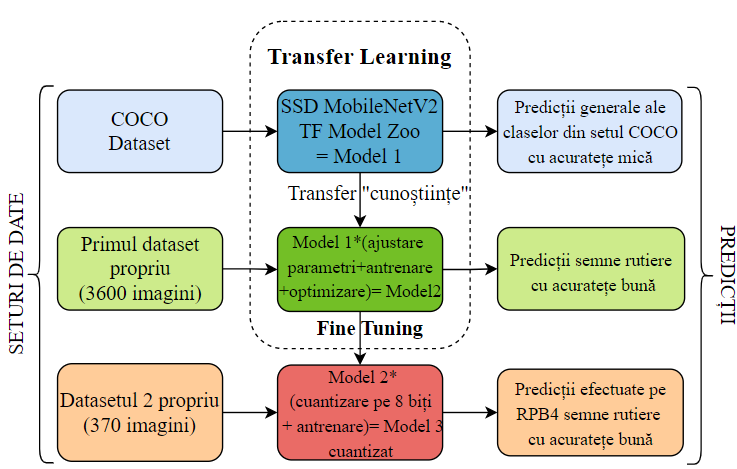 Transfer Learning
SETURI DE DATE
COCO
Dataset
SSD MobileNetV2
TF Model Zoo
= Model 1
Predicții generale ale
claselor din setul COCO
cu acuratețe mică
Transfer "cunoștiințe"
Primul dataset
propriu
(3600 imagini)
Model 1*(ajustare
parametri+antrenare
+optimizare)= Model2
Predicții semne rutiere
cu acuratețe bună
Fine Tuning
Datasetul 2 propriu
(370 imagini)
Model 2*
(cuantizare pe 8 biți
+ antrenare)= Model 3
cuantizat
Predicții efectuate pe
RPB4 semne rutiere
cu acuratețe bună
PREDICȚII